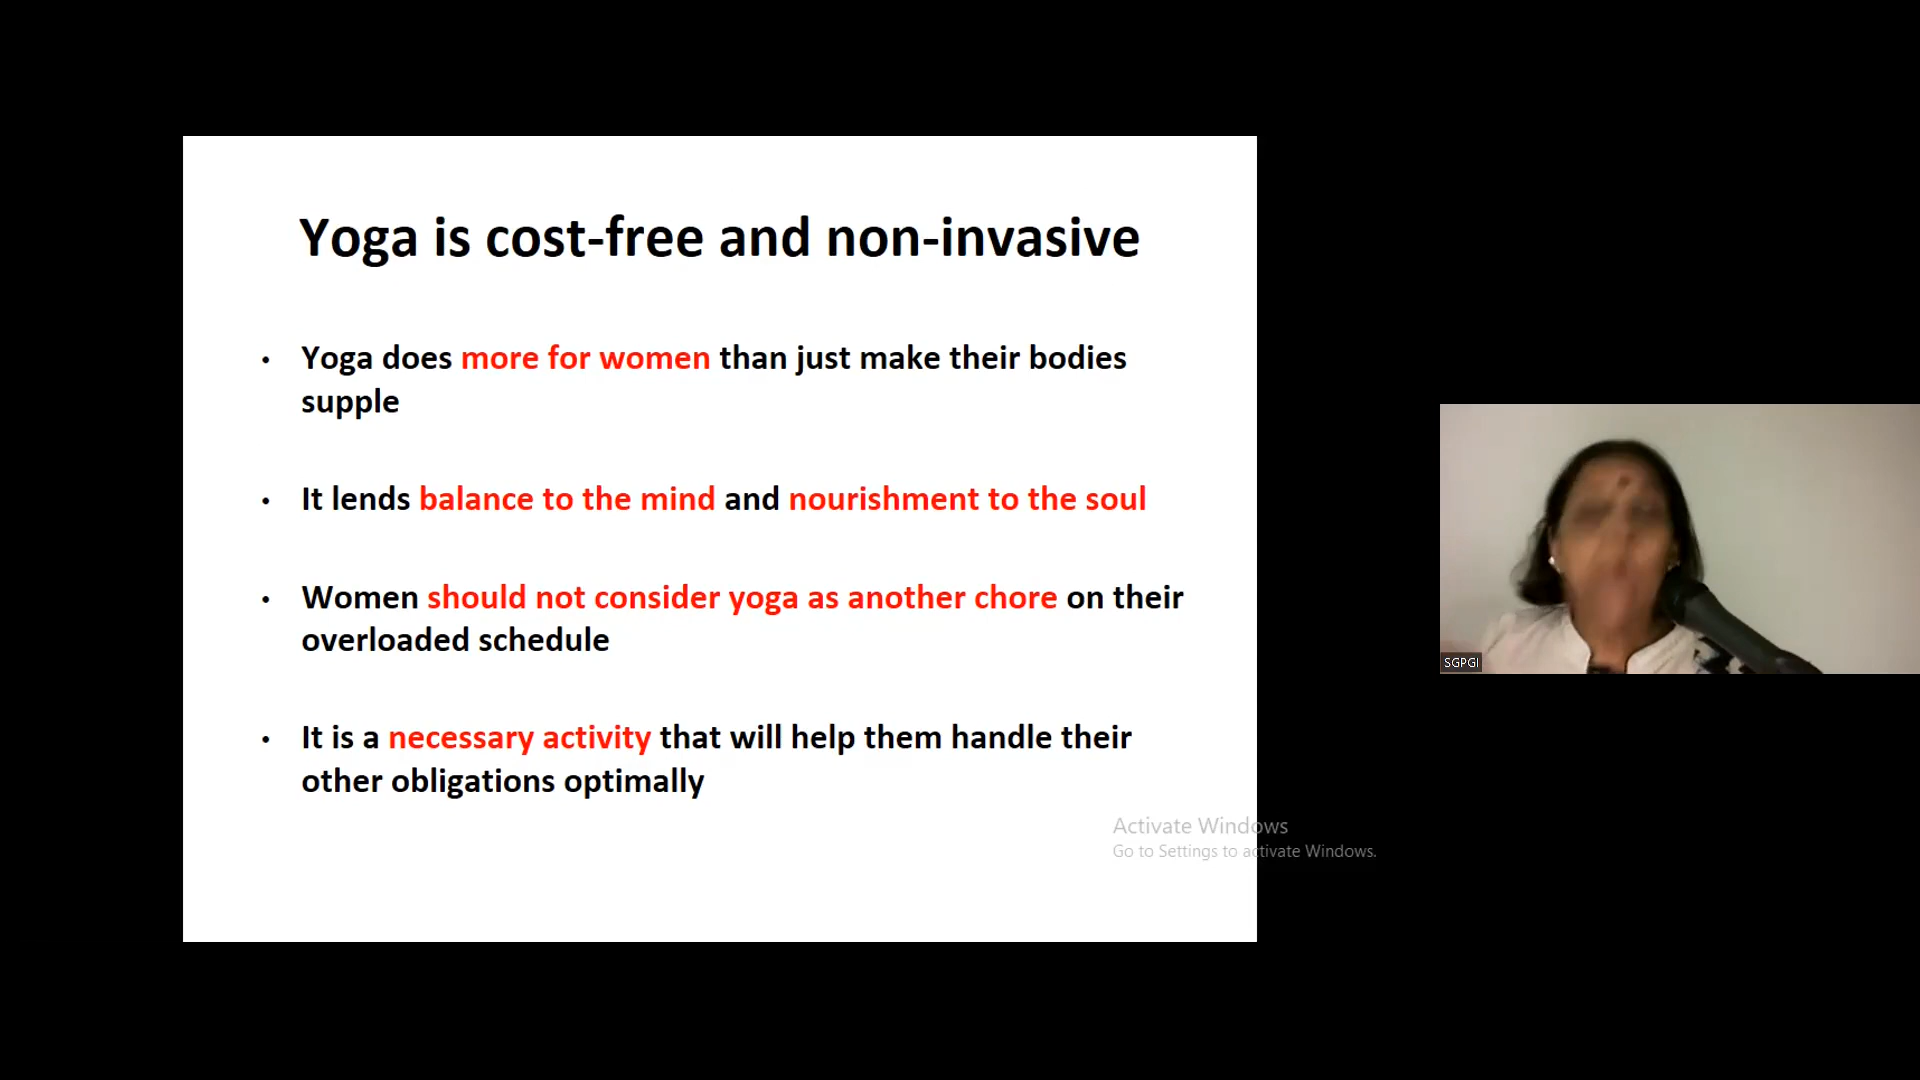 Yoga is cost-free and non-invasive
• Yoga does more for women than just make their bodies
supple
• It lends balance to the mind and nourishment to the soul
• Women should not consider yoga as another chore on their
overloaded schedule
• It is a necessary activity that will help them handle their
other obligations optimally
SGPGI
Activate Windows
Go to Settings to activate Windows.